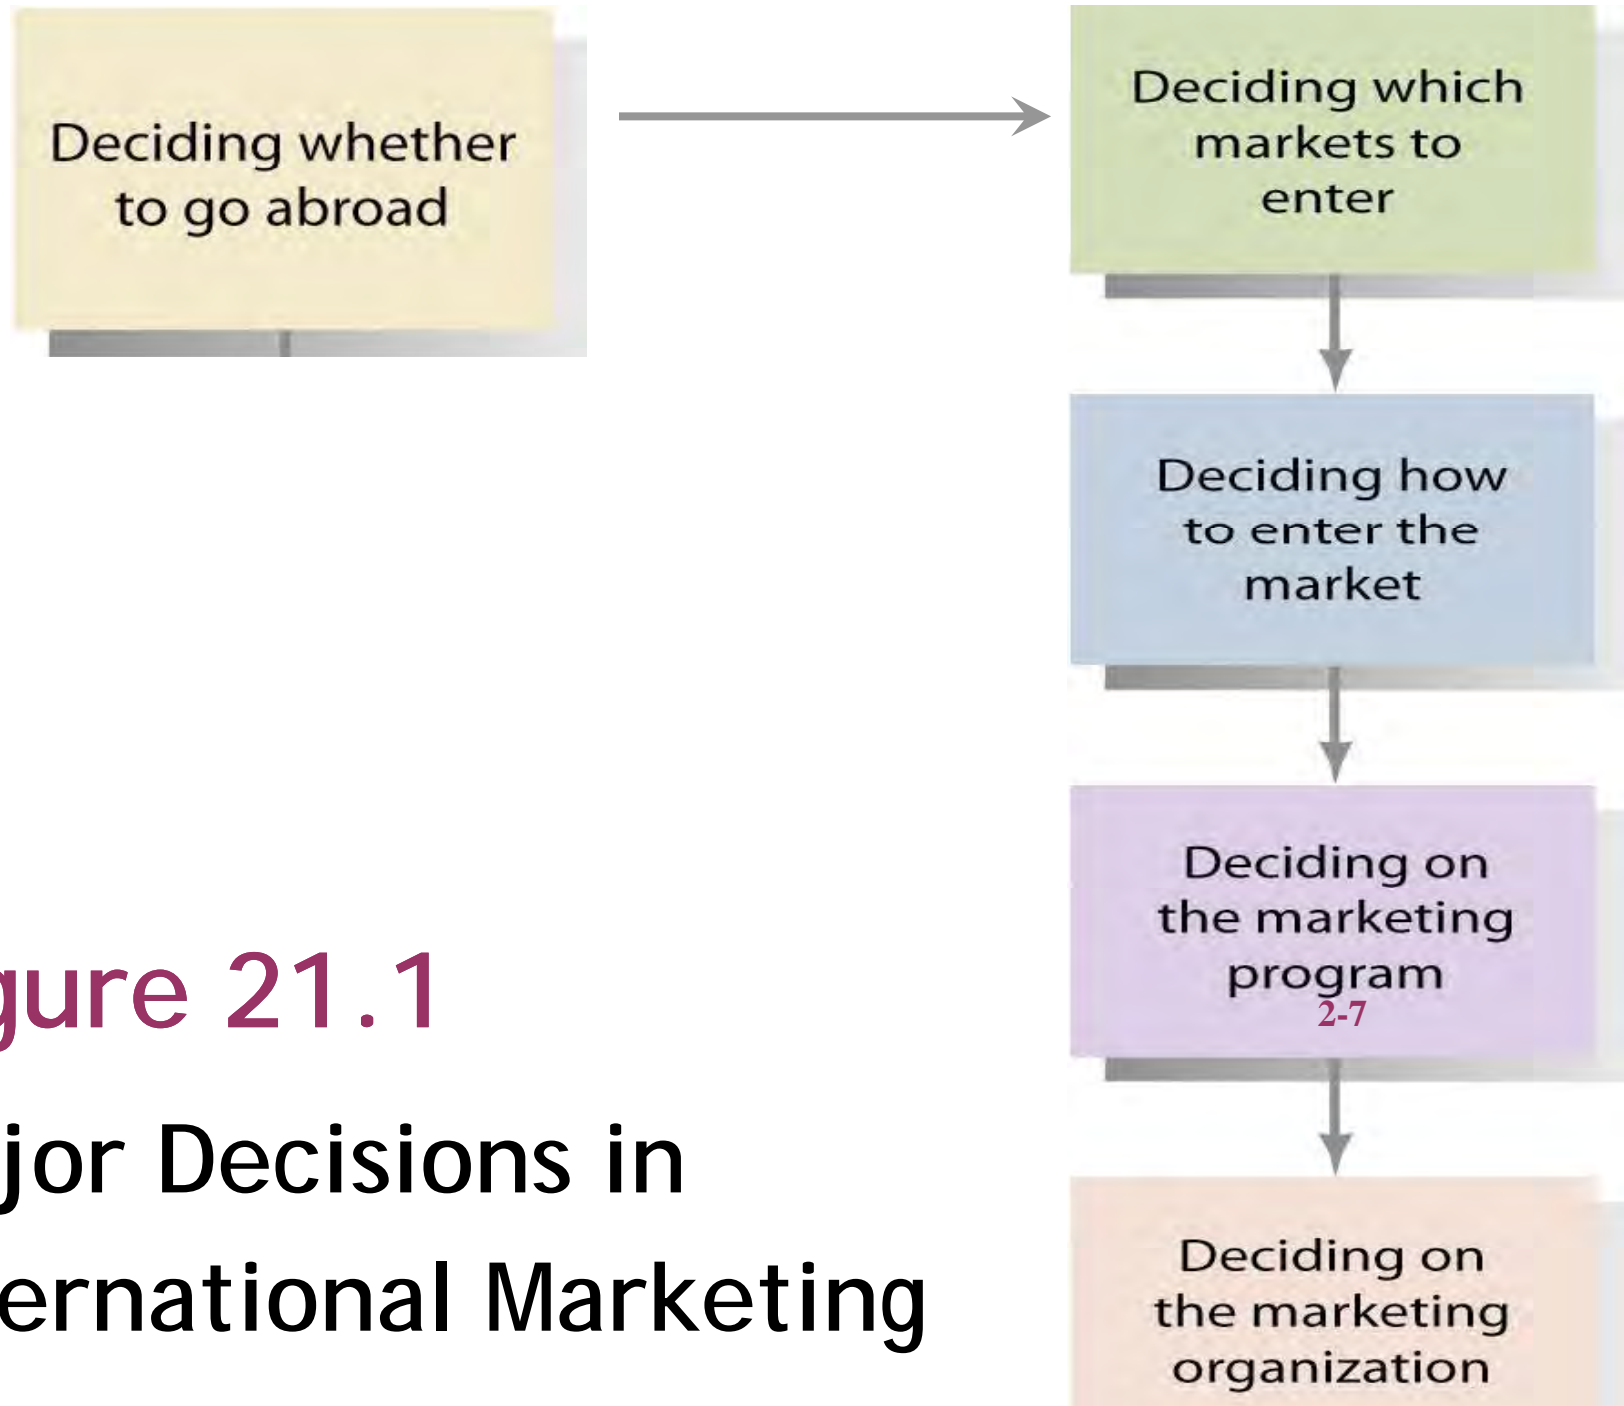 Deciding whether
to go abroad
Deciding which
markets to
enter
Deciding how
to enter the
market
Deciding on
the marketing
program
2-7
Deciding on
the marketing
organization
gure 21.1
jor Decisions in
ernational Marketing